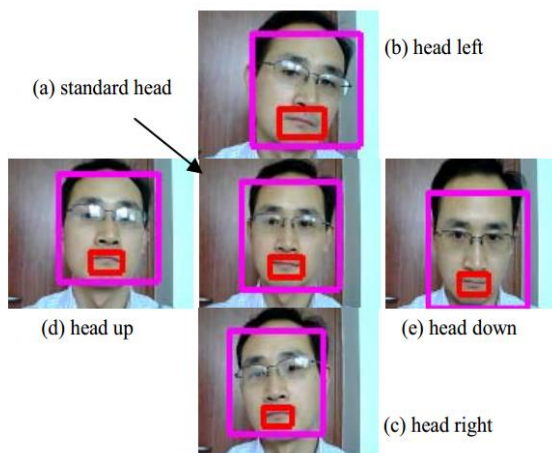 (b) head left
(a) standard head
(d) head up
(e) head down
(c) head right